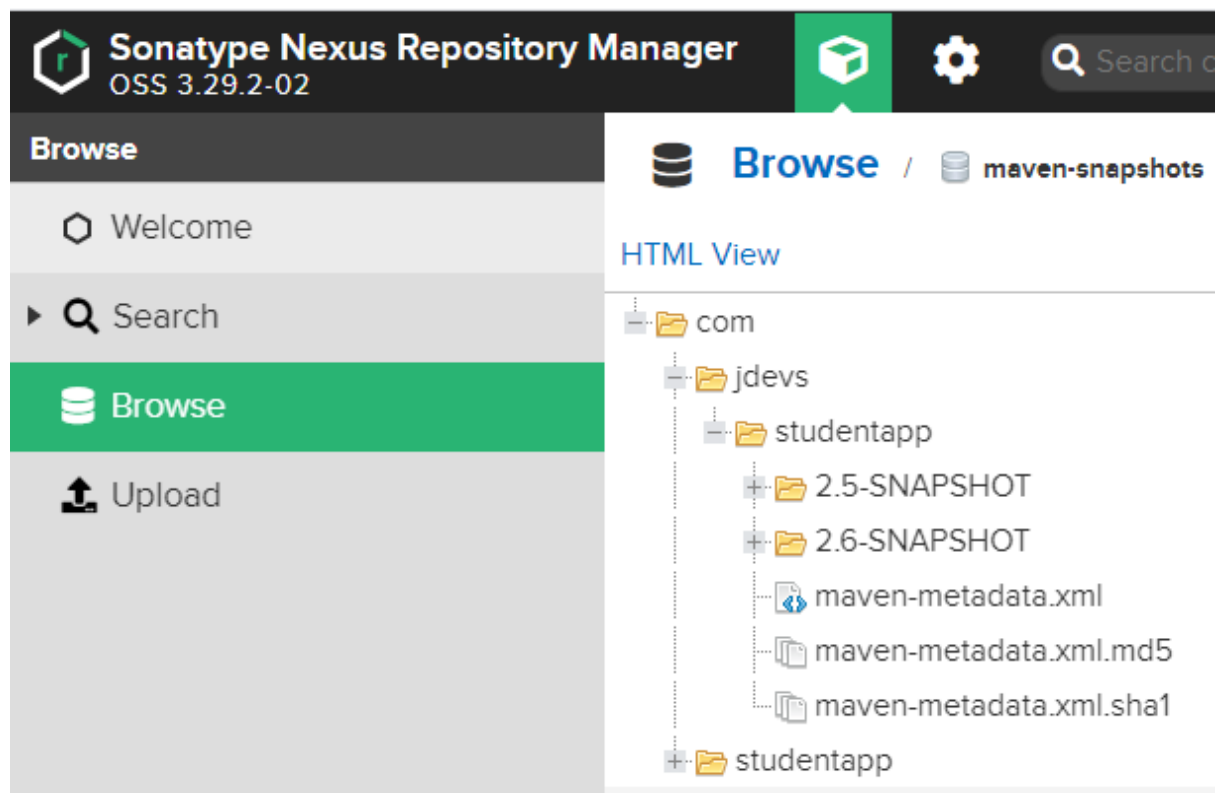 Sonatype Nexus Repository Manager
OSS 3.29.2-02
Search
Browse
Browse / maven-snapshots
Welcome
HTML View
Search
Browse
Upload
com
jdevs
studentapp
2.5-SNAPSHOT
2.6-SNAPSHOT
maven-metadata.xml
maven-metadata.xml.md5
maven-metadata.xml.sha1
studentapp